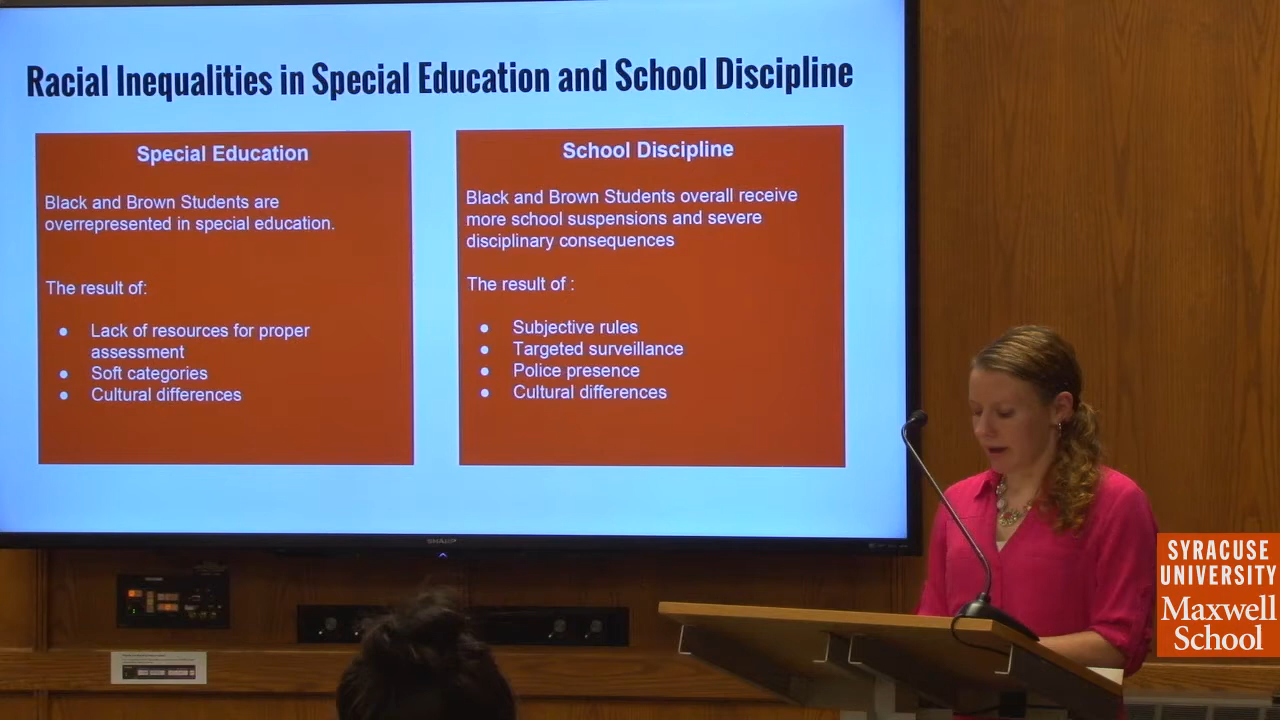 Racial Inequalities in Special Education and School Discipline
Special Education
Black and Brown Students are
overrepresented in special education.
The result of:
● Lack of resources for proper
assessment
● Soft categories
● Cultural differences
School Discipline
Black and Brown Students overall receive
more school suspensions and severe
disciplinary consequences
The result of :
● Subjective rules
● Targeted surveillance
● Police presence
● Cultural differences
SHARP
SYRACUSE
UNIVERSITY
Maxwell
School